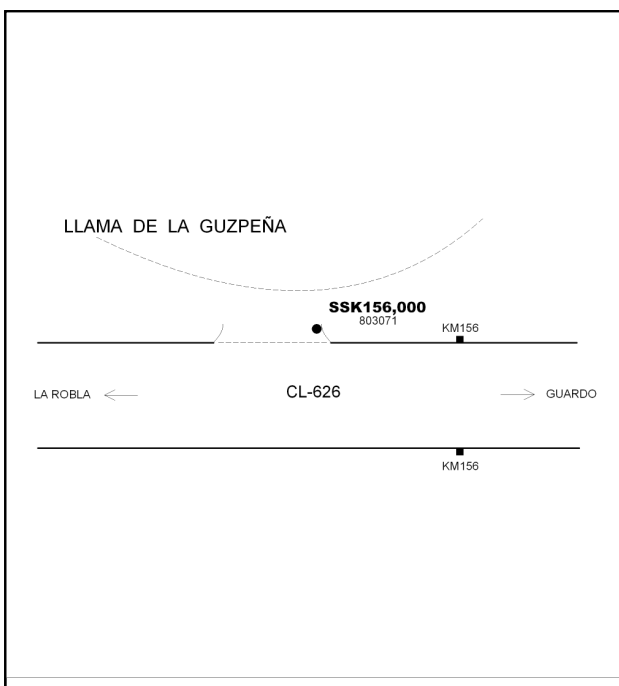 LLAMA DE LA GUZPEÑA
SSK156,000
803071
KM156
LA ROBLA
CL-626
GUARDO
KM156